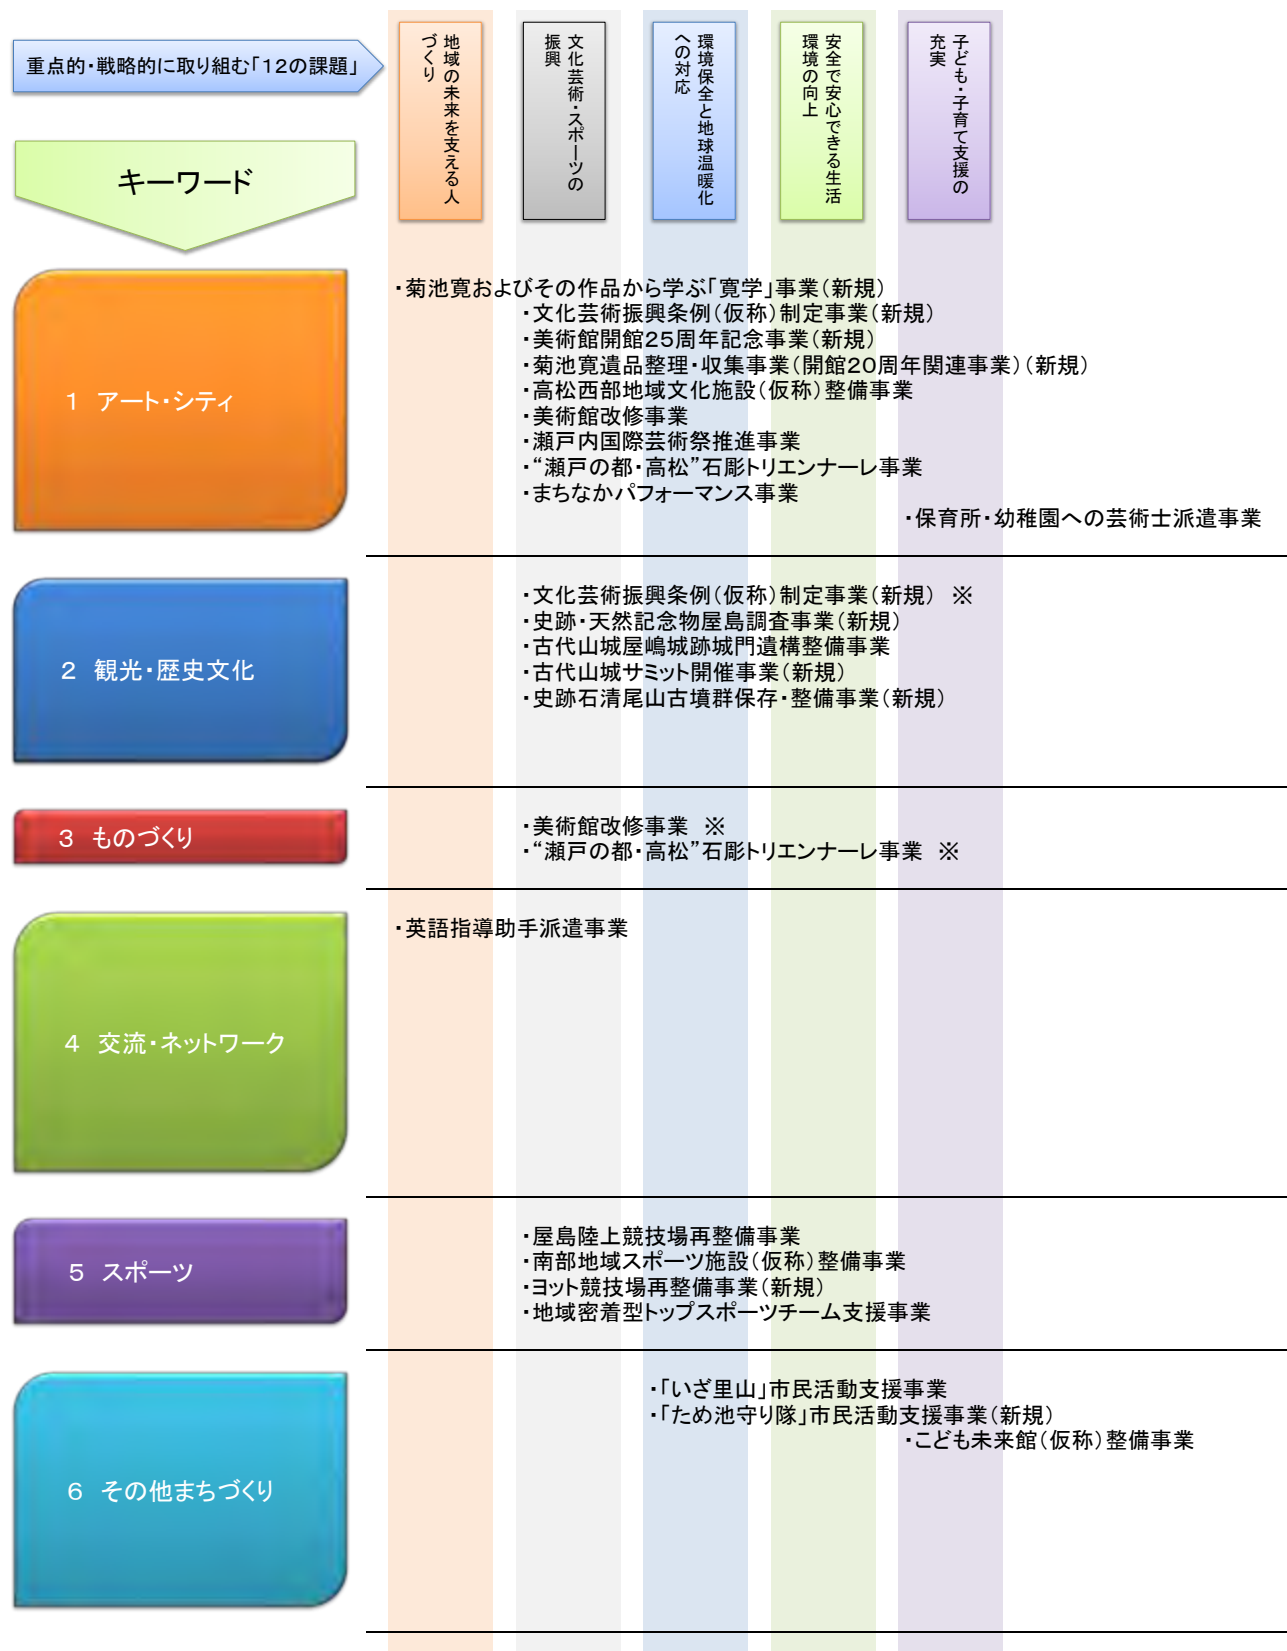 重点的・戦略的に取り組む「１２の課題」
キーワード
地域の未来を支える人
づくり
文化芸術・スポーツの
振興
環境保全と地球温暖化
への対応
安全で安心できる生活
環境の向上
子ども・子育て支援の
充実
１　アート・シティ
・菊池寛およびその作品から学ぶ「寛学」事業（新規）
・文化芸術振興条例（仮称）制定事業（新規）
・美術館開館２５周年記念事業（新規）
・菊池寛遺品整理・収集事業（開館２０周年関連事業）（新規）
・高松西部地域文化施設（仮称）整備事業
・美術館改修事業
・瀬戸内国際芸術祭推進事業
・“瀬戸の都・高松”石彫トリエンナーレ事業
・まちなかパフォーマンス事業
・保育所・幼稚園への芸術士派遣事業
２　観光・歴史文化
・文化芸術振興条例（仮称）制定事業（新規）　※
・史跡・天然記念物屋島調査事業（新規）
・古代山城屋嶋城跡城門遺構整備事業
・古代山城サミット開催事業（新規）
・史跡石清尾山古墳群保存・整備事業（新規）
３　ものづくり
・美術館改修事業　※
・“瀬戸の都・高松”石彫トリエンナーレ事業　※
４　交流・ネットワーク
・英語指導助手派遣事業
５　スポーツ
・屋島陸上競技場再整備事業
・南部地域スポーツ施設（仮称）整備事業
・ヨット競技場再整備事業（新規）
・地域密着型トップスポーツチーム支援事業
６　その他まちづくり
・「いざ里山」市民活動支援事業
・「ため池守り隊」市民活動支援事業（新規）
・こども未来館（仮称）整備事業